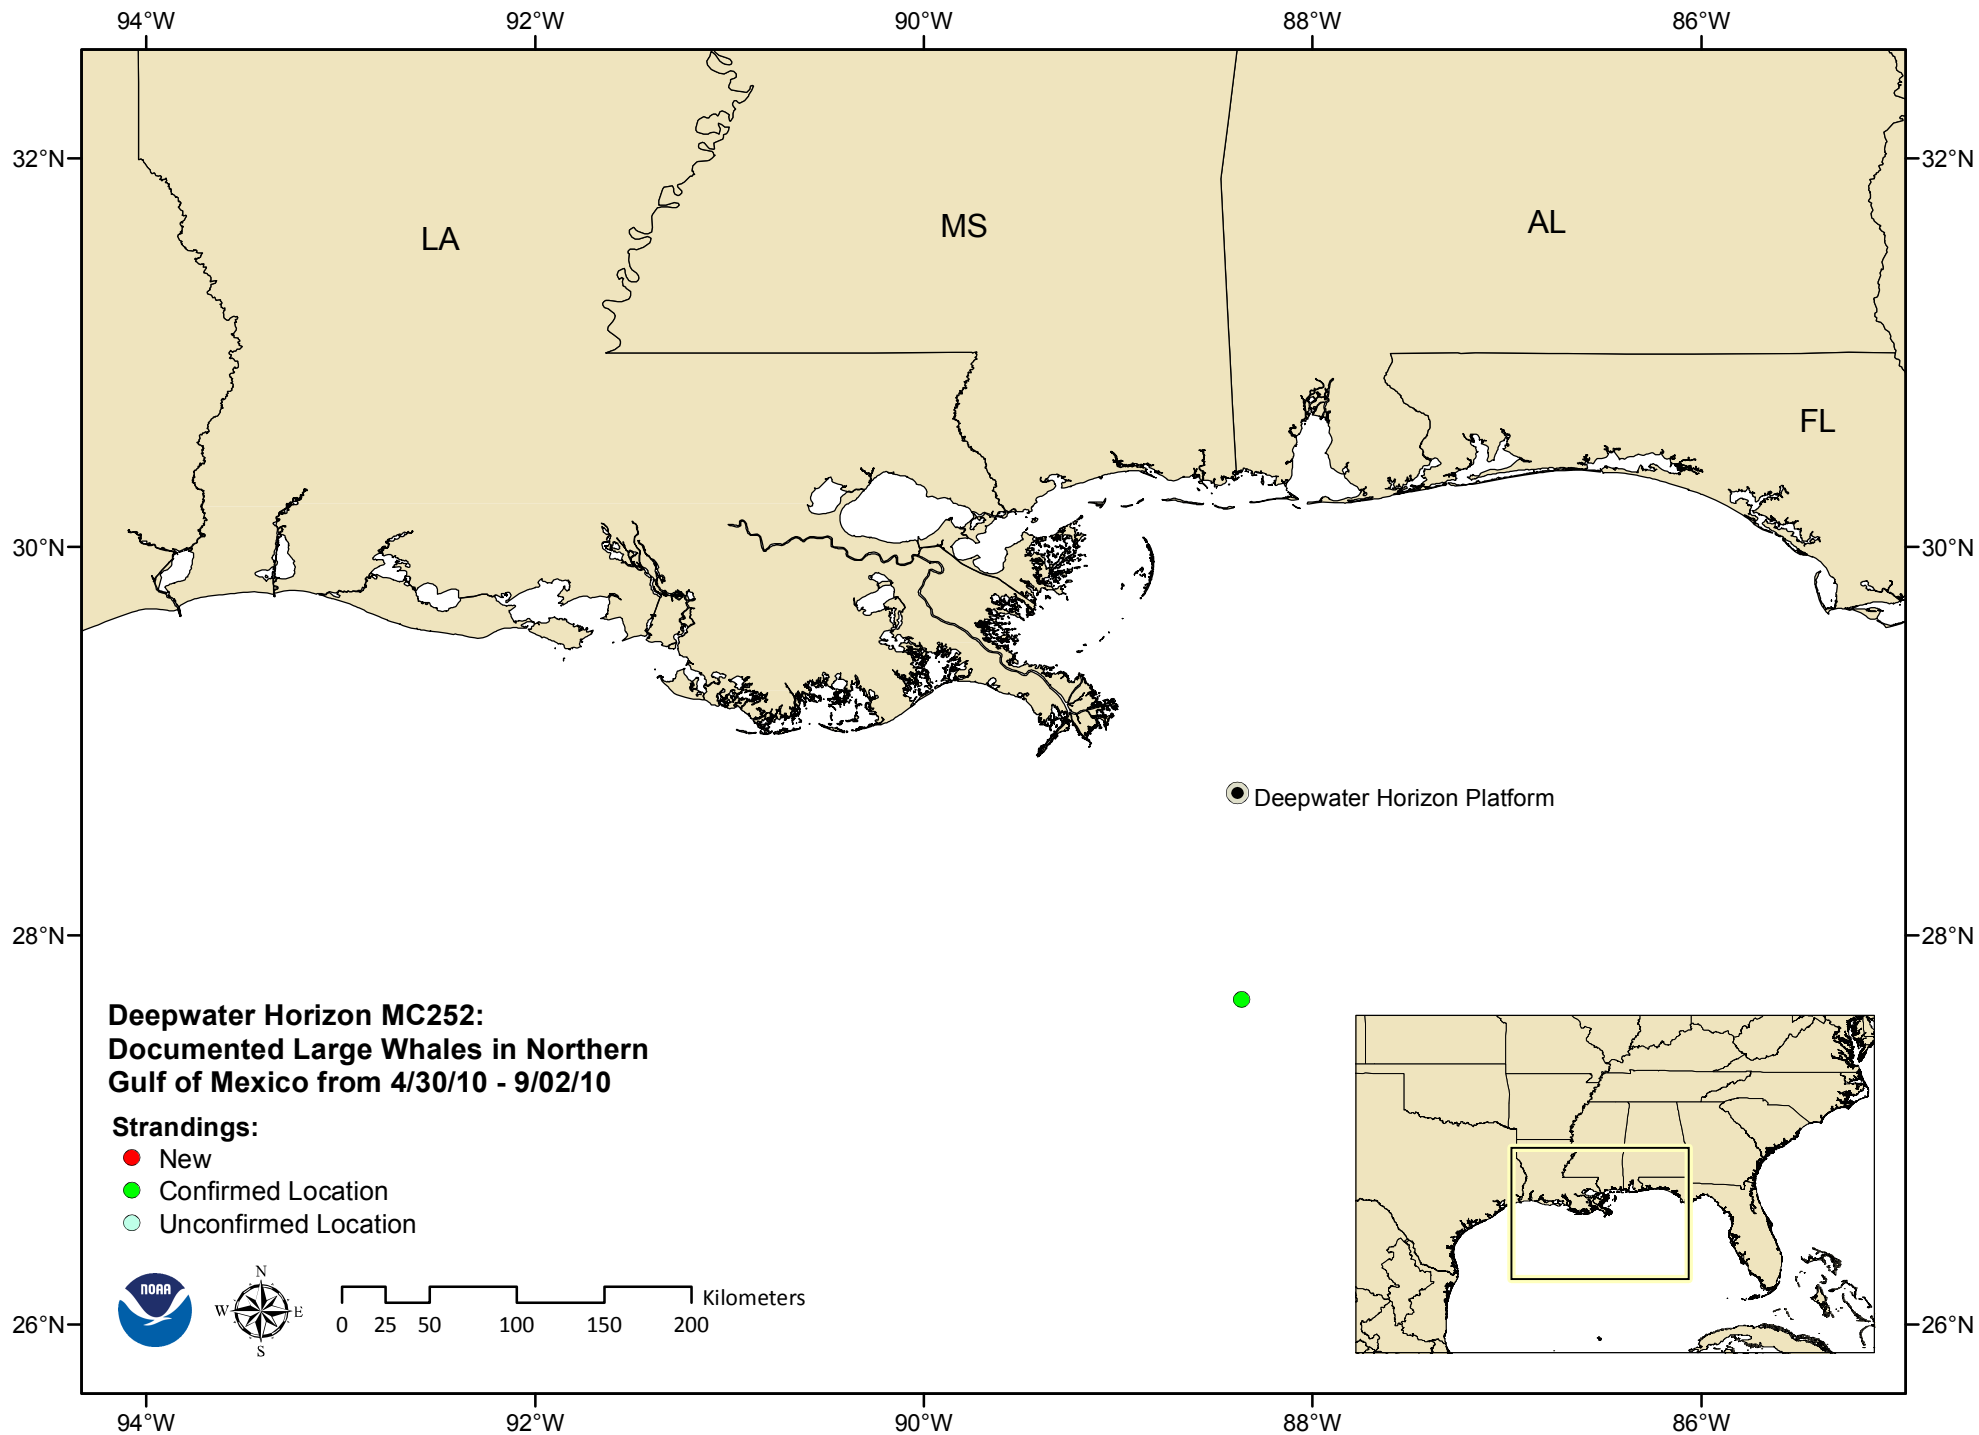 94°W 92°W 90°W 88°W 86°W
32°N 32°N
LA MS AL
FL
30°N 30°N
Deepwater Horizon Platform
28°N 28°N
Deepwater Horizon MC252:
Documented Large Whales in Northern
Gulf of Mexico from 4/30/10 - 9/02/10
Strandings:
New
Confirmed Location
Unconfirmed Location
NOAA
N
W E
S
Kilometers
0 25 50 100 150 200
26°N 26°N
94°W 92°W 90°W 88°W 86°W